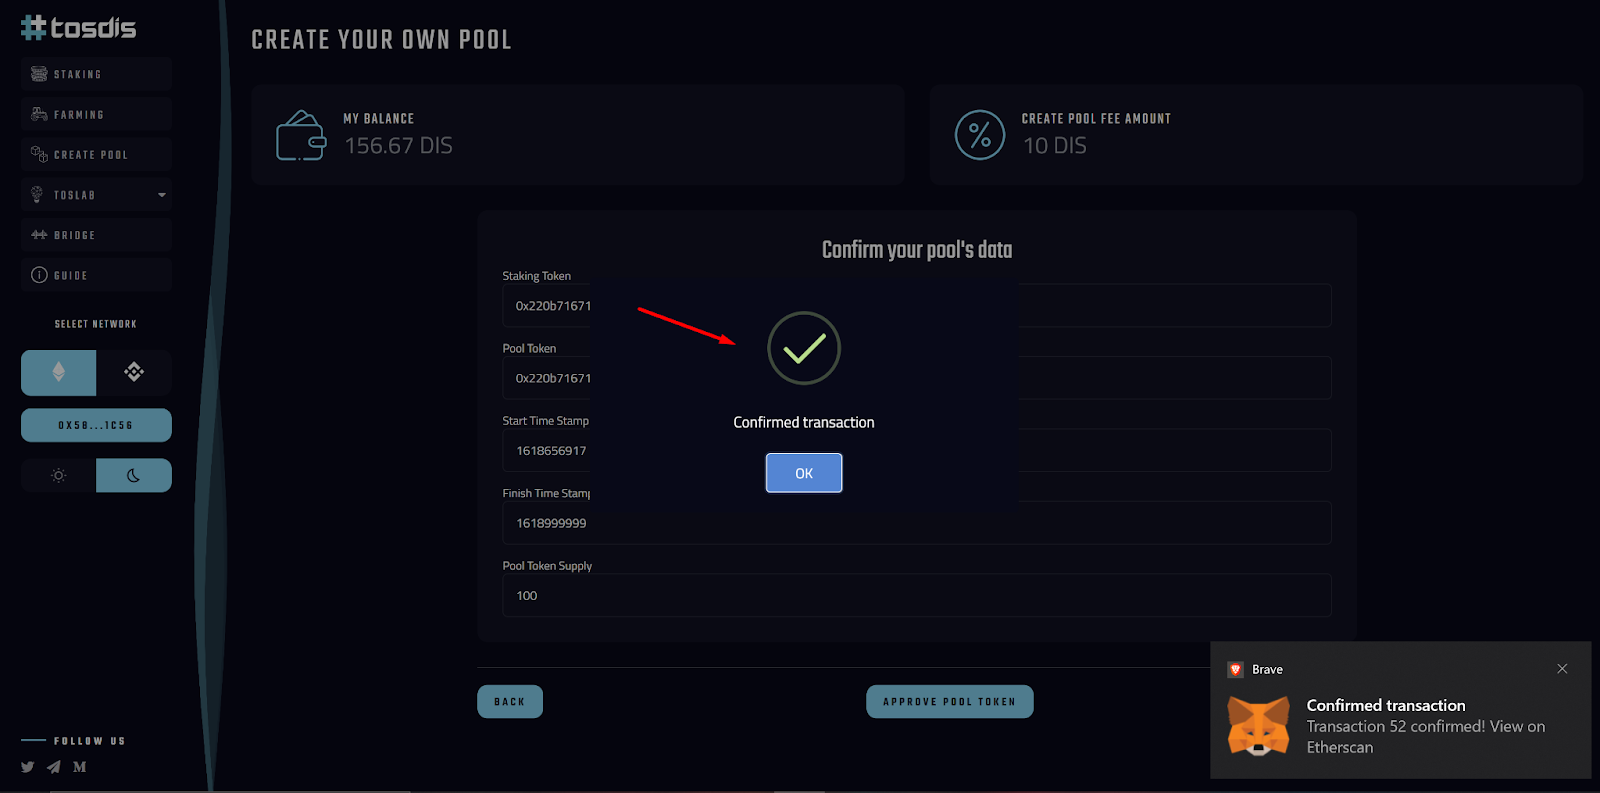 tosdis
STAKING
FARMING
CREATE POOL
TOSLAB
BRIDGE
GUIDE
SELECT NETWORK
0X58...1C56
FOLLOW US
CREATE YOUR OWN POOL
MY BALANCE
156.67 DIS
CREATE POOL FEE AMOUNT
10 DIS
Confirm your pool's data
Staking Token
0x220b71671
Pool Token
0x220b71671
Start Time Stamp
1618656917
Finish Time Stamp
1618999999
Pool Token Supply
100
Confirmed transaction
OK
BACK
APPROVE POOL TOKEN
Brave
Confirmed transaction
Transaction 52 confirmed! View on
Etherscan